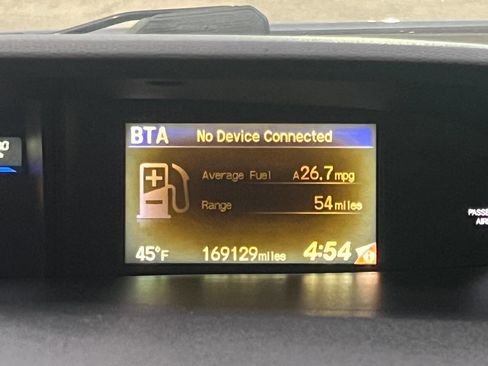 BTA No Device Connected
Average Fuel A26.7mpg
Range 54miles
45°F 169129miles 4:54